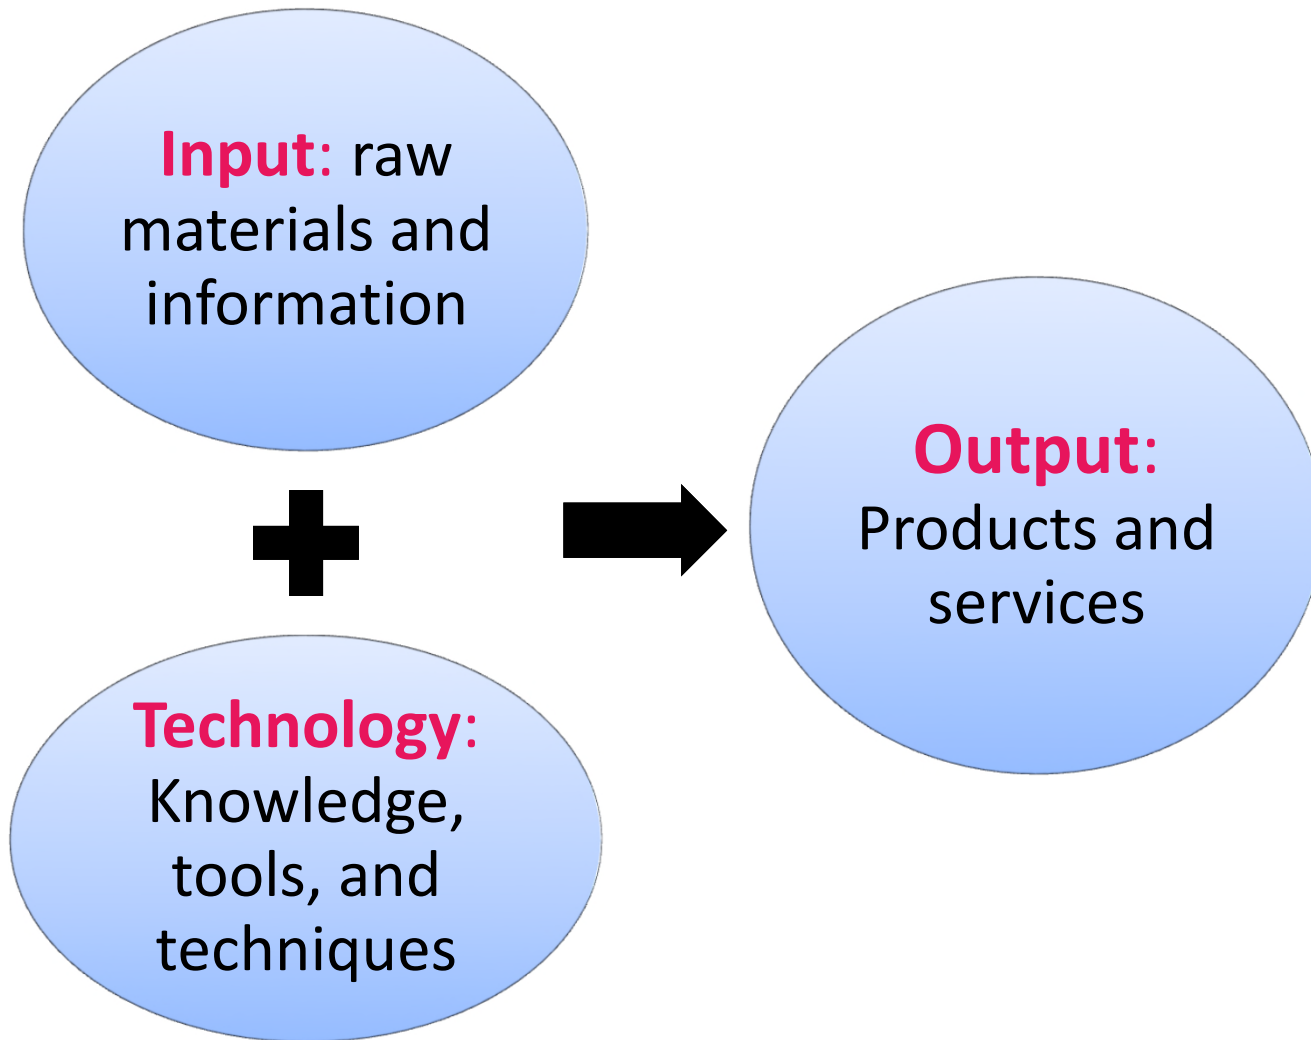 Input: raw
materials and
information
Technology:
Knowledge,
tools, and
techniques
Output:
Products and
services